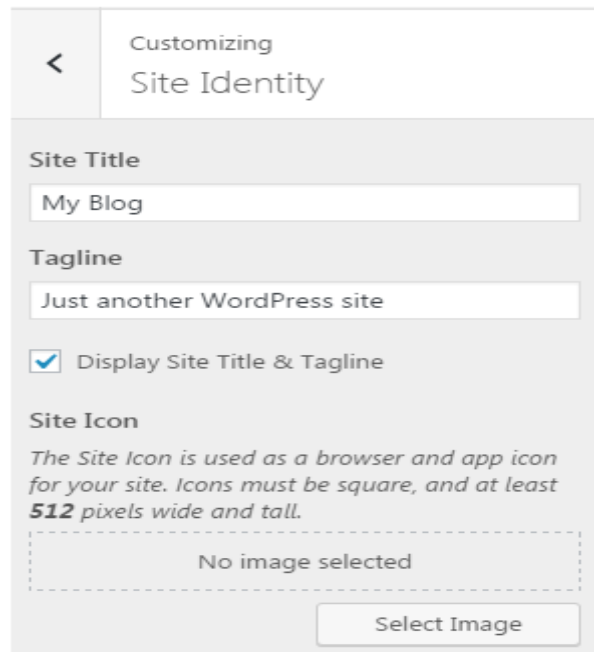 Customizing
Site Identity
Site Title
My Blog
Tagline
Just another WordPress site
Display Site Title & Tagline
Site Icon
The Site Icon is used as a browser and app icon
for your site. Icons must be square, and at least
512 pixels wide and tall.
No image selected
Select Image